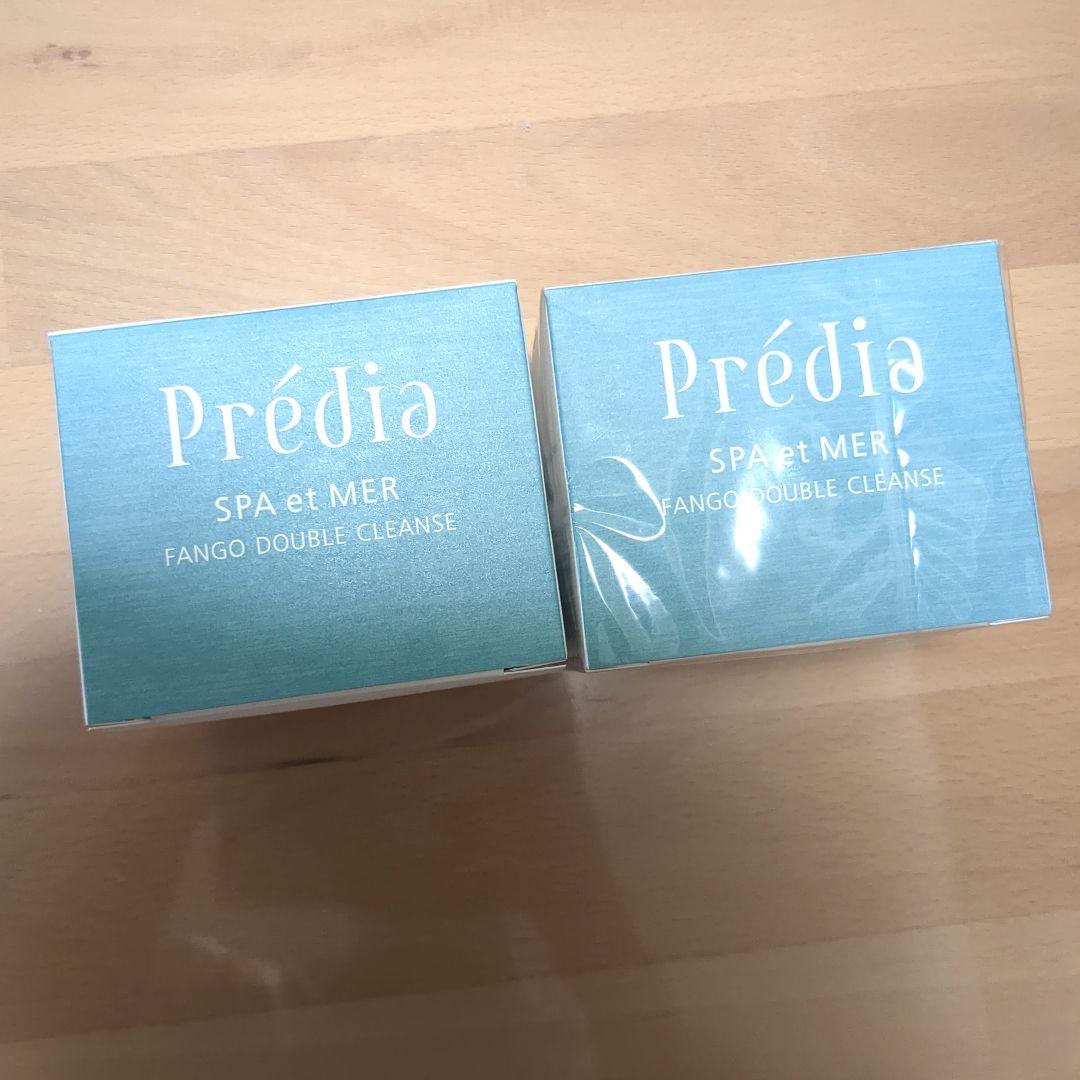 Prédia
SPA et MER
FANGO DOUBLE CLEANSE
Prédia
SPA et MER
FANGO DOUBLE CLEANSE